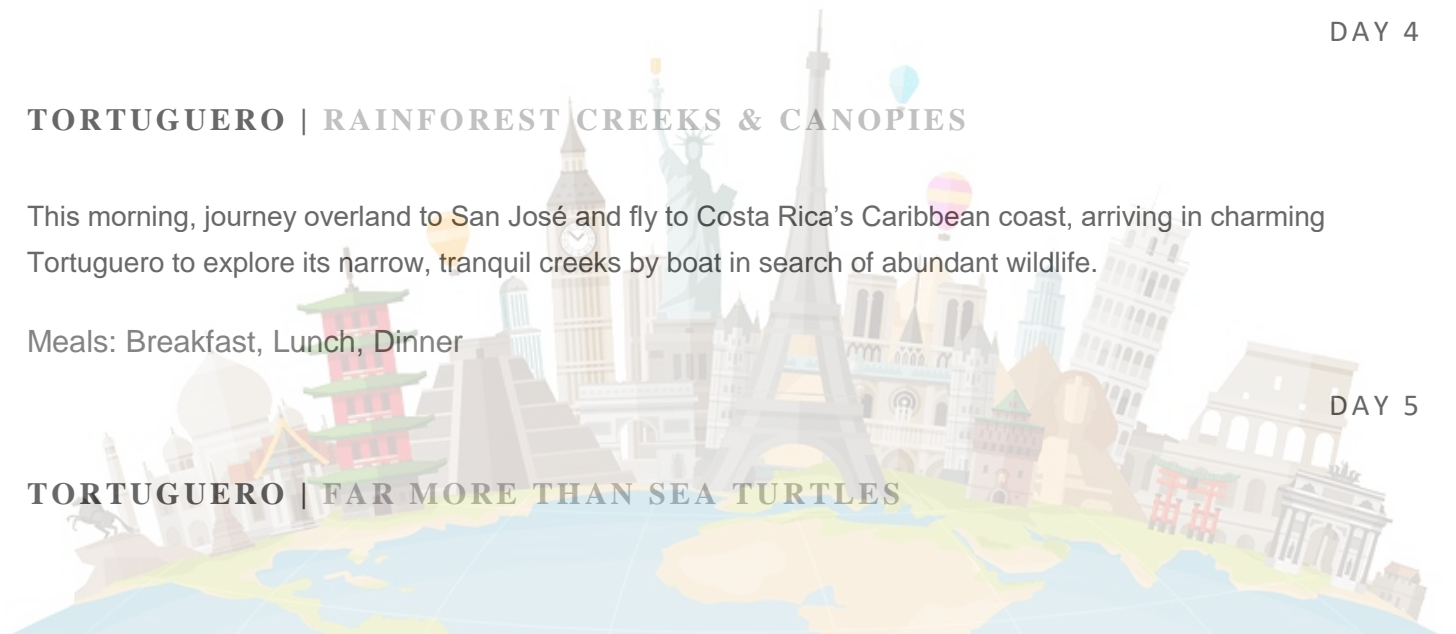 DAY 4
TORTUGUERO | RAINFOREST CREEKS & CANOPIES
This morning, journey overland to San José and fly to Costa Rica’s Caribbean coast, arriving in charming
Tortuguero to explore its narrow, tranquil creeks by boat in search of abundant wildlife.
Meals: Breakfast, Lunch, Dinner
DAY 5
TORTUGUERO | FAR MORE THAN SEA TURTLES